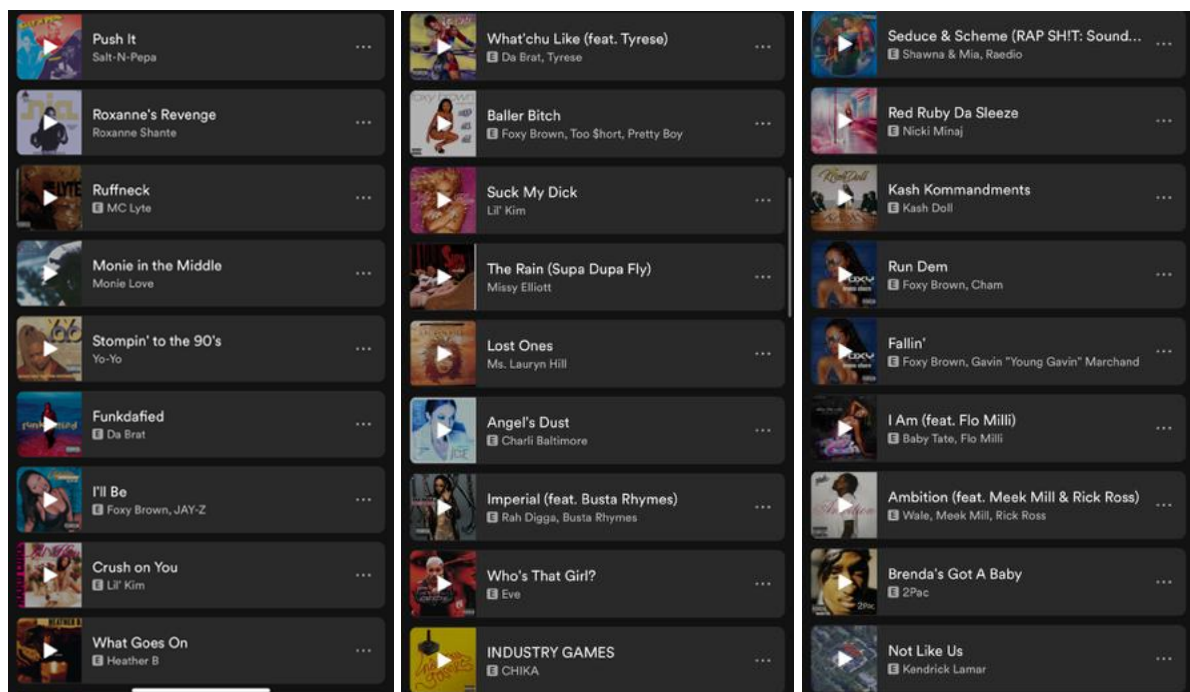 Push It
Salt-N-Pepa
Roxanne's Revenge
Roxanne Shante
Ruffneck
E MC Lyte
Monie in the Middle
Monie Love
Stompin' to the 90's
Yo-Yo
Funkdafied
E Da Brat
I'll Be
E Foxy Brown, JAY-Z
Crush on You
E Lil' Kim
What Goes On
E Heather B
What'chu Like (feat. Tyrese)
E Da Brat, Tyrese
Baller Bitch
E Foxy Brown, Too $hort, Pretty Boy
Suck My Dick
Lil' Kim
The Rain (Supa Dupa Fly)
Missy Elliott
Lost Ones
Ms. Lauryn Hill
Angel's Dust
E Charli Baltimore
Imperial (feat. Busta Rhymes)
E Rah Digga, Busta Rhymes
Who's That Girl?
E Eve
INDUSTRY GAMES
E CHIKA
Seduce & Scheme (RAP SH!T: Sound...
E Shawna & Mia, Raedio
Red Ruby Da Sleeze
E Nicki Minaj
Kash Kommandments
E Kash Doll
Run Dem
E Foxy Brown, Cham
Fallin'
E Foxy Brown, Gavin "Young Gavin" Marchand
I Am (feat. Flo Milli)
E Baby Tate, Flo Milli
Ambition (feat. Meek Mill & Rick Ross)
E Wale, Meek Mill, Rick Ross
Brenda's Got A Baby
E 2Pac
2Pac
Not Like Us
E Kendrick Lamar